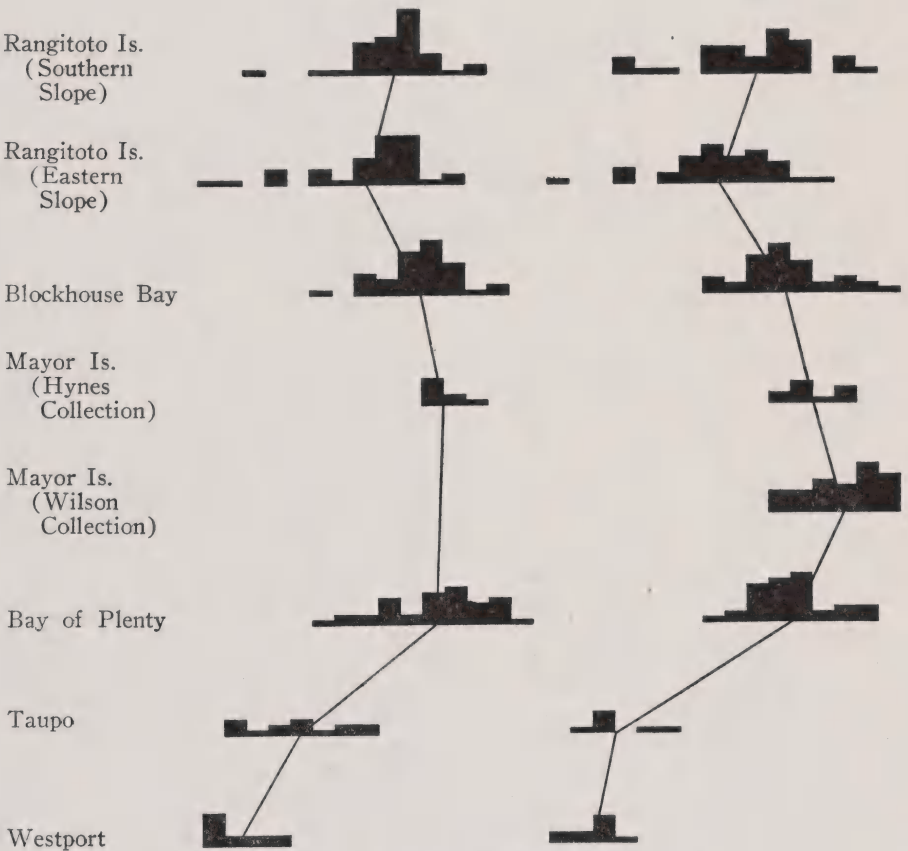 Rangitoto Is.
(Southern
Slope)
Rangitoto Is.
(Eastern
Slope)
Blockhouse Bay
Mayor Is.
(Hynes
Collection)
Mayor Is.
(Wilson
Collection)
Bay of Plenty
Taupo
Westport